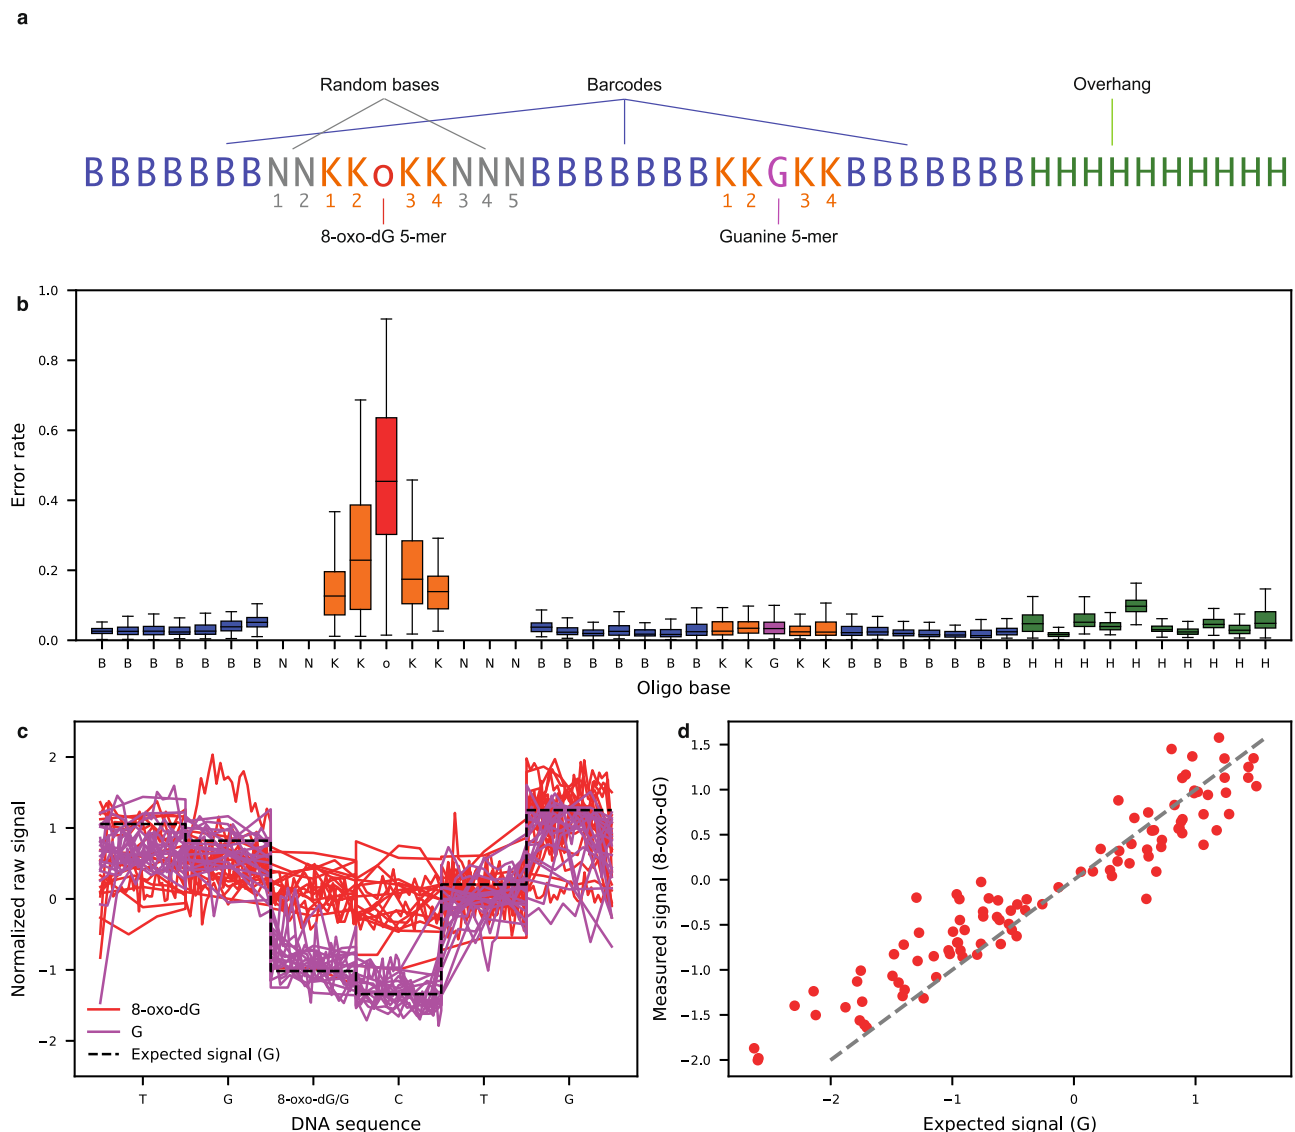 a
Random bases
Barcodes
Overhang
BBBBBBBNNKKoKKNNNBBBBBBBKKGKKBBBBBBBHHHHHHHHHH
1 2 1 2 3 4 3 4 5 1 2 3 4
8-oxo-dG 5-mer
Guanine 5-mer
b
Error rate
1.0
0.8
0.6
0.4
0.2
0.0
B B B B B B B N N K K o K K N N N B B B B B B B K K G K K B B B B B B B H H H H H H H H H H
Oligo base
c
Normalized raw signal
2
1
0
−1
−2
8-oxo-dG
G
Expected signal (G)
T G 8-oxo-dG/G C T G
DNA sequence
d
Measured signal (8-oxo-dG)
1.5
1.0
0.5
0.0
−0.5
−1.0
−1.5
−2.0
−2 −1 0 1
Expected signal (G)